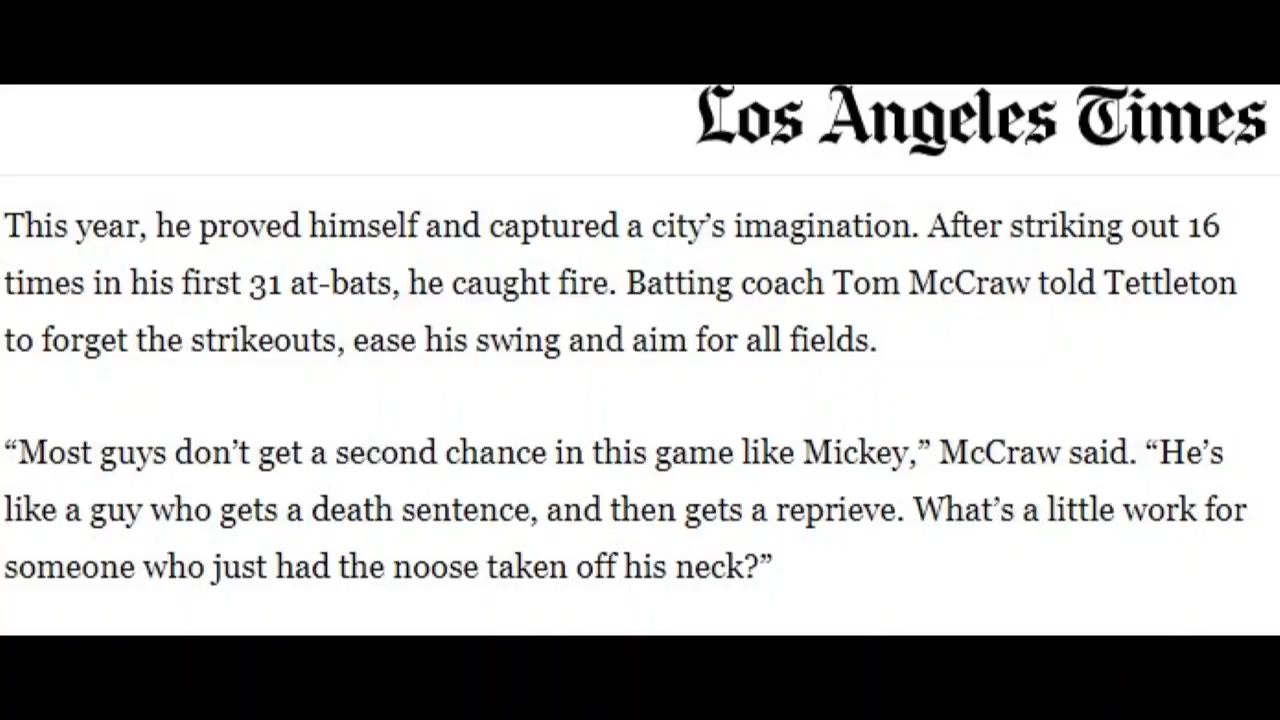 Los Angeles Times
This year, he proved himself and captured a city’s imagination. After striking out 16
times in his first 31 at-bats, he caught fire. Batting coach Tom McCraw told Tettleton
to forget the strikeouts, ease his swing and aim for all fields.
“Most guys don’t get a second chance in this game like Mickey,” McCraw said. “He’s
like a guy who gets a death sentence, and then gets a reprieve. What’s a little work for
someone who just had the noose taken off his neck?”